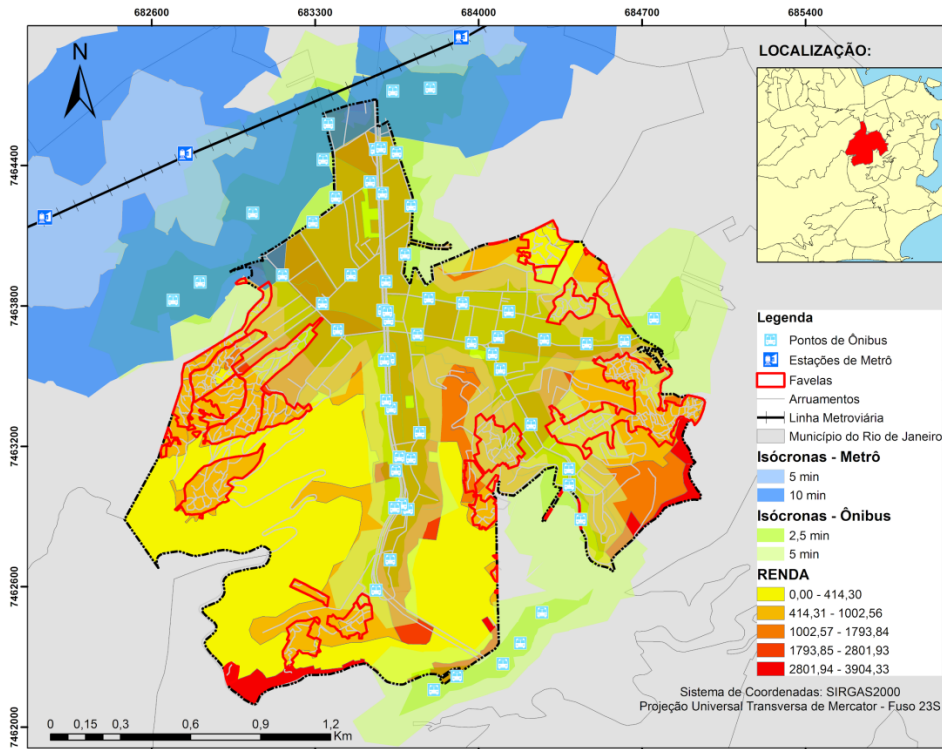 682600 683300 684000 684700 685400
N
7464400
7463800
7463200
7462600
7462000
LOCALIZAÇÃO:
Legenda
Pontos de Ônibus
Estações de Metrô
Favelas
Arruamentos
Linha Metroviária
Município do Rio de Janeiro
Isócronas - Metrô
5 min
10 min
Isócronas - Ônibus
2,5 min
5 min
RENDA
0,00 - 414,30
414,31 - 1002,56
1002,57 - 1793,84
1793,85 - 2801,93
2801,94 - 3904,33
Sistema de Coordenadas: SIRGAS2000
Projeção Universal Transversa de Mercator - Fuso 23S
0 0,15 0,3 0,6 0,9 1,2
Km